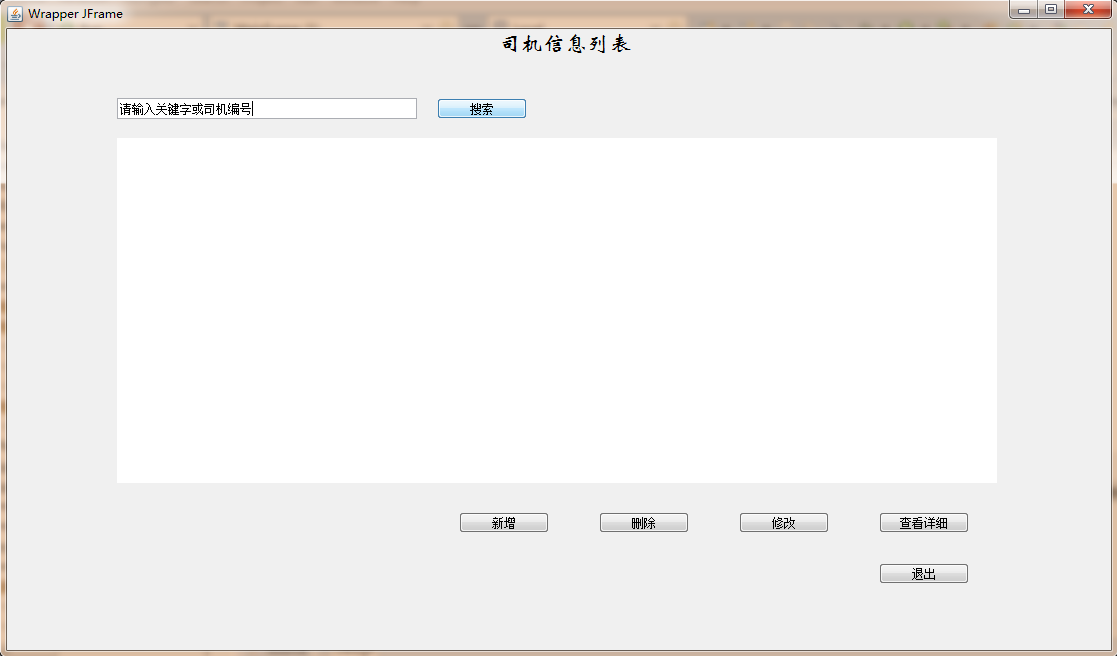 Wrapper JFrame
司机信息列表
请输入关键字或司机编号
搜索
新增
删除
修改
查看详细
退出